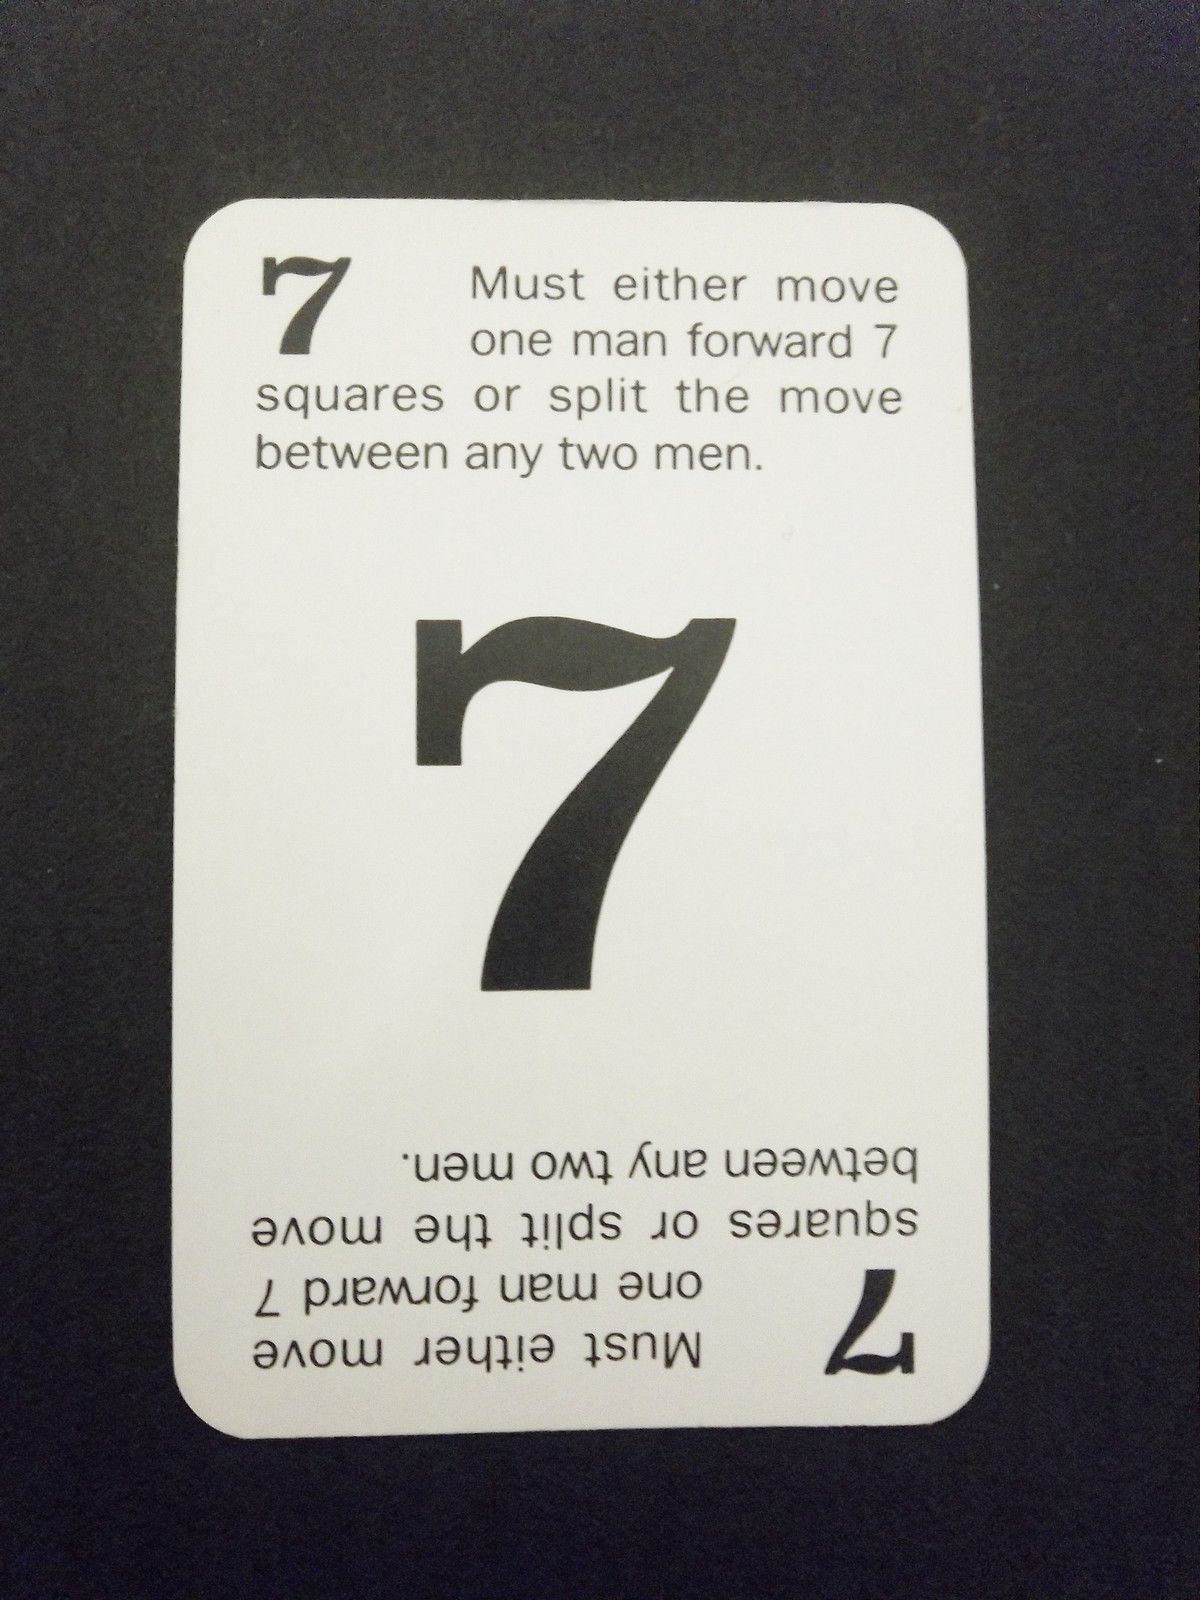 7 Must either move
one man forward 7
squares or split the move
between any two men.
7
7 Must either move
one man forward 7
squares or split the move
between any two men.